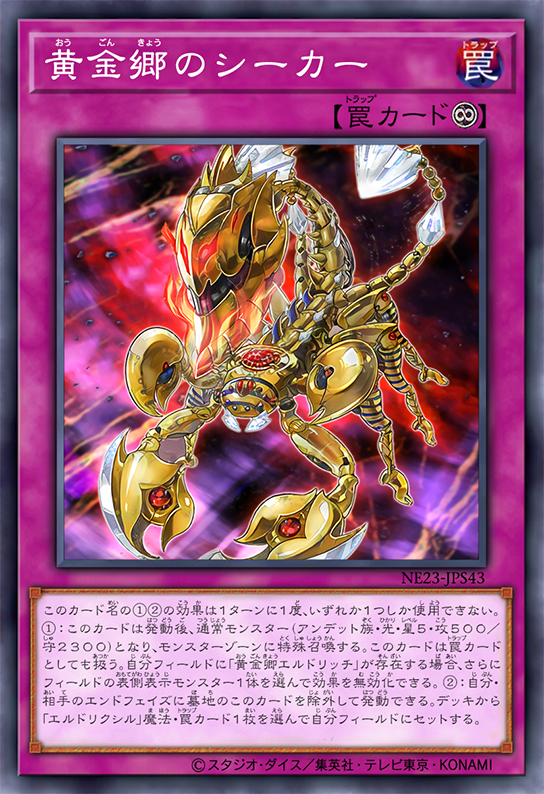 黄金郷のシーカー
罠
【罠カード】
NE23-JPS43
このカード名の①②の効果は1ターンに1度、いずれか1つしか使用できない。
①:このカードは発動後、通常モンスター(アンデット族・光・星5・攻500/
守2300)となり、モンスターゾーンに特殊召喚する。このカードは罠カード
としても扱う。自分フィールドに「黄金郷エルドリッチ」が存在する場合、さらに
フィールドの表側表示モンスター1体を選んで効果を無効化できる。②:自分・
相手のエンドフェイズに墓地のこのカードを除外して発動できる。デッキから
「エルドリクシル」魔法・罠カード1枚を選んで自分フィールドにセットする。
©スタジオ・ダイス/集英社・テレビ東京・KONAMI